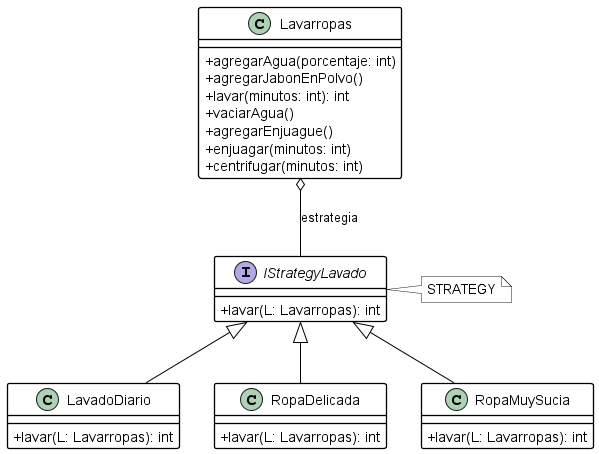 C Lavarropas
+agregarAgua(porcentaje: int)
+agregarJabonEnPolvo()
+lavar(minutos: int): int
+vaciarAgua()
+agregarEnjuague()
+enjuagar(minutos: int)
+centrifugar(minutos: int)
estrategia
I IStrategyLavado
+lavar(L: Lavarropas): int
STRATEGY
C LavadoDiario
+lavar(L: Lavarropas): int
C RopaDelicada
+lavar(L: Lavarropas): int
C RopaMuySucia
+lavar(L: Lavarropas): int